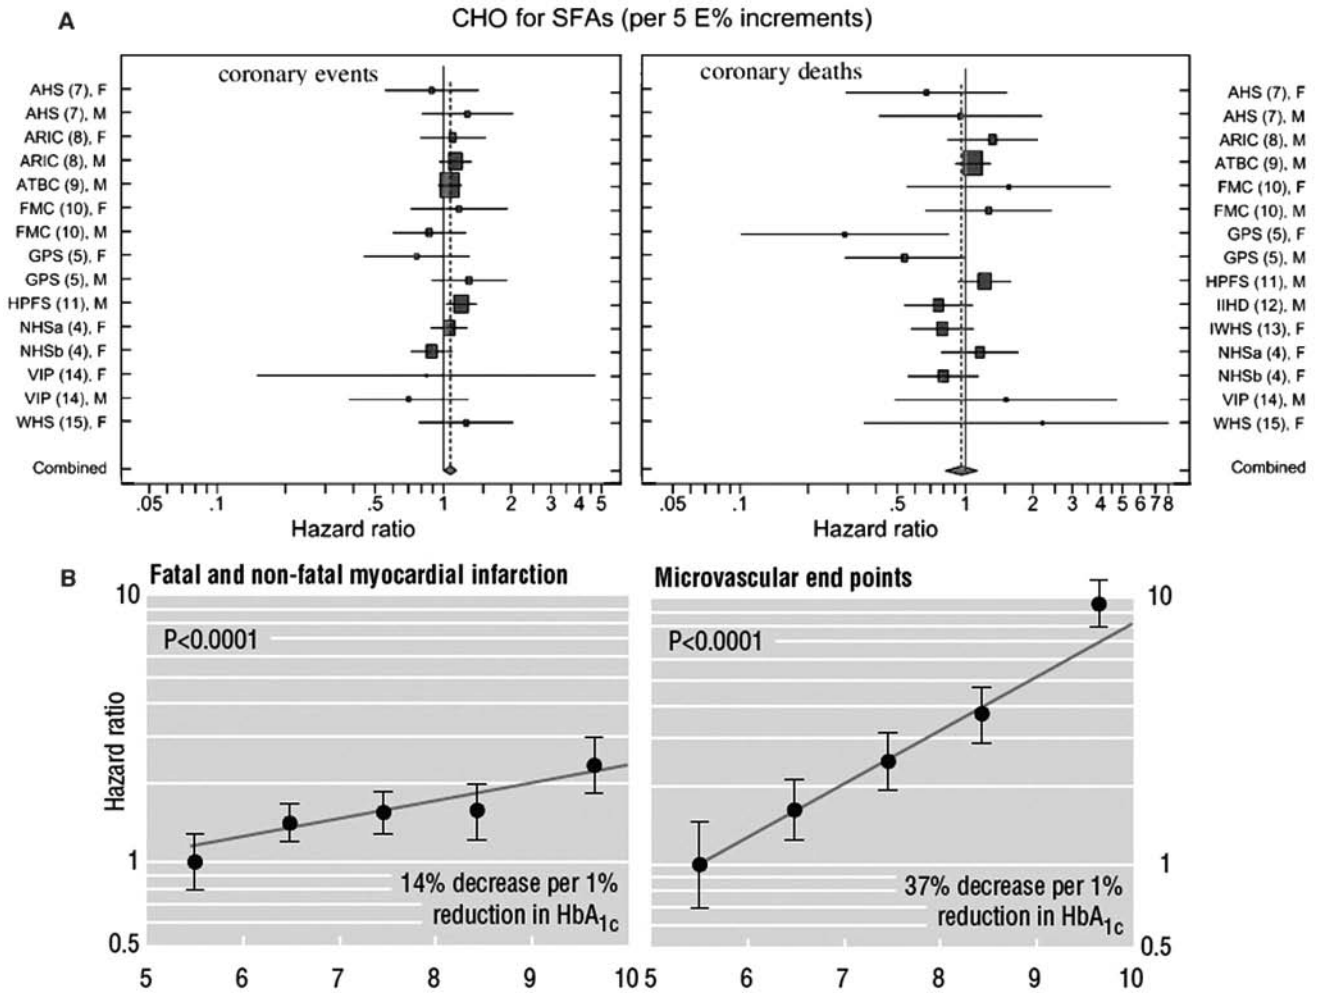 A
CHO for SFAs (per 5 E% increments)
coronary events
AHS (7), F
AHS (7), M
ARIC (8), F
ARIC (8), M
ATBC (9), M
FMC (10), F
FMC (10), M
GPS (5), F
GPS (5), M
HPFS (11), M
NHSa (4), F
NHSb (4), F
VIP (14), F
VIP (14), M
WHS (15), F
Combined
.05 .1 .5 1 2 3 4 5
Hazard ratio
coronary deaths
AHS (7), F
AHS (7), M
ARIC (8), M
ATBC (9), M
FMC (10), F
FMC (10), M
GPS (5), F
GPS (5), M
HPFS (11), M
IIHD (12), M
IWHS (13), F
NHSa (4), F
NHSb (4), F
VIP (14), M
WHS (15), F
Combined
.05 .1 .5 1 2 3 4 5 6 7 8
Hazard ratio
B
Fatal and non-fatal myocardial infarction
10
P<0.0001
Hazard ratio
1
14% decrease per 1%
reduction in HbA1c
0.5
5 6 7 8 9 10
Microvascular end points
10
P<0.0001
1
37% decrease per 1%
reduction in HbA1c
0.5
5 6 7 8 9 10